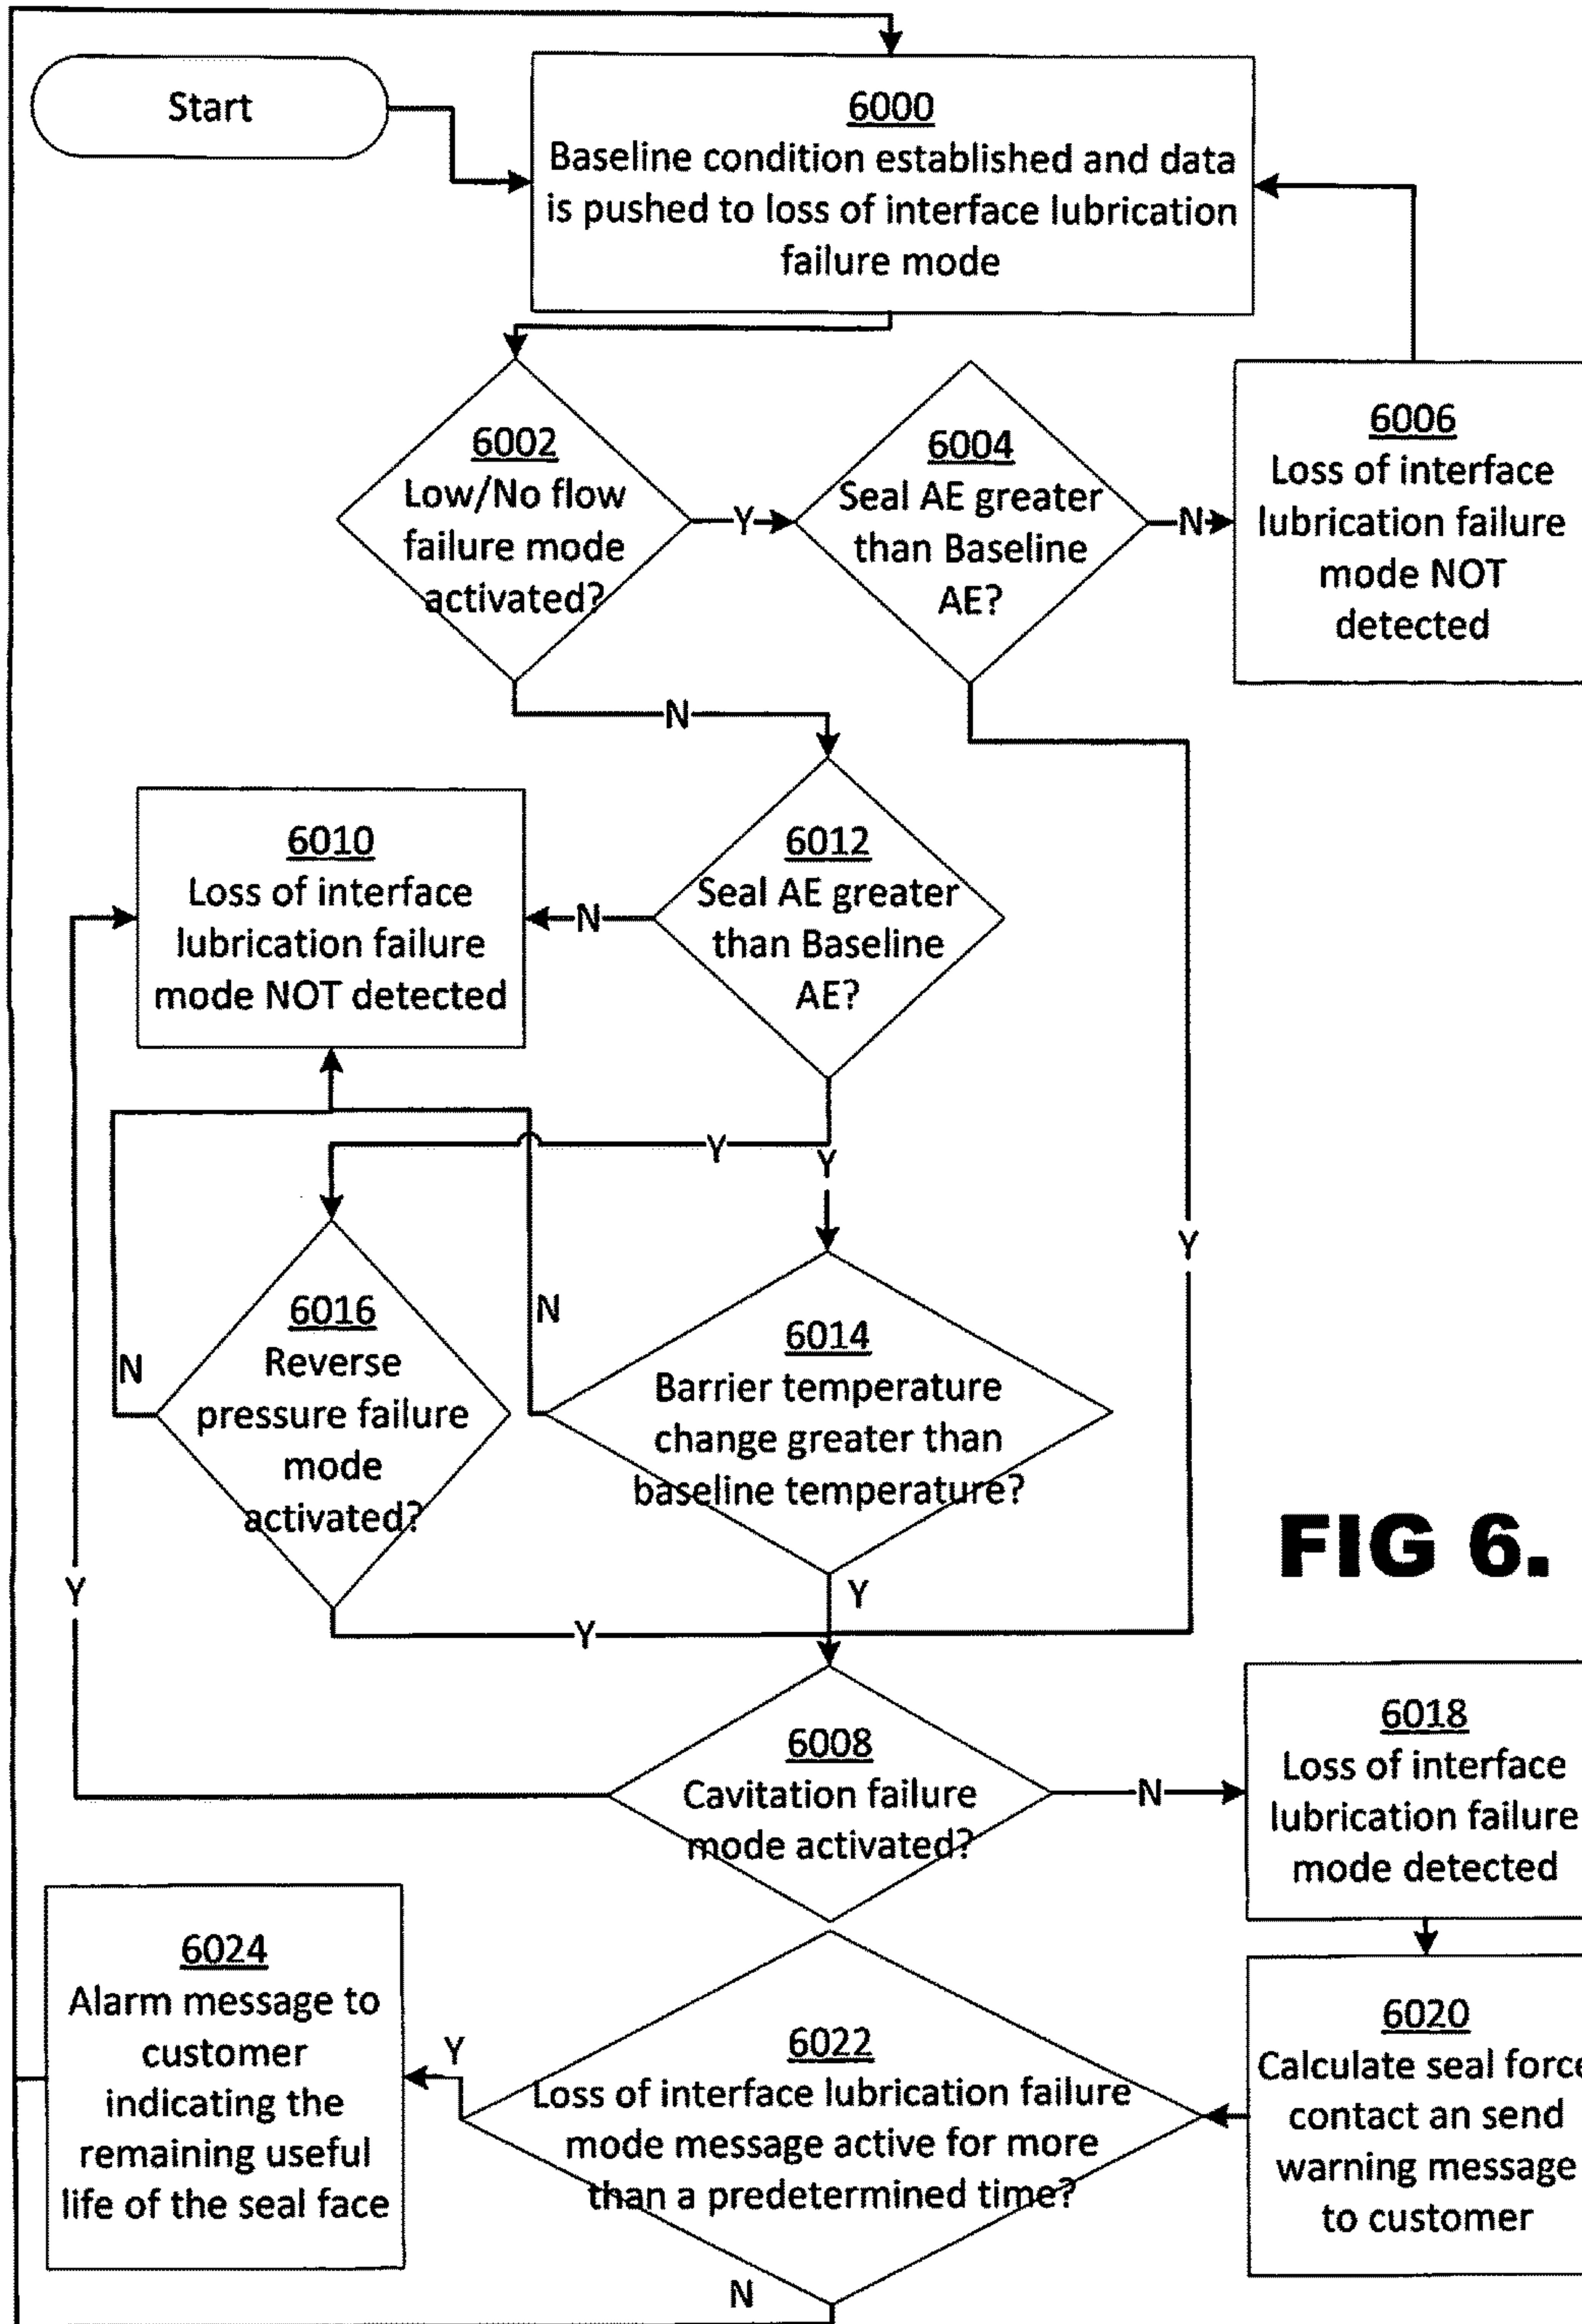 Start
6000
Baseline condition established and data
is pushed to loss of interface lubrication
failure mode
6002
Low/No flow
failure mode
activated?
Y
6004
Seal AE greater
than Baseline
AE?
N
6006
Loss of interface
lubrication failure
mode NOT
detected
N
6010
Loss of interface
lubrication failure
mode NOT detected
N
6012
Seal AE greater
than Baseline
AE?
Y
Y
Y
N
6016
Reverse
pressure failure
mode
activated?
N
6014
Barrier temperature
change greater than
baseline temperature?
FIG 6.
Y
Y
Y
6008
Cavitation failure
mode activated?
N
6018
Loss of interface
lubrication failure
mode detected
6024
Alarm message to
customer
indicating the
remaining useful
life of the seal face
Y
6022
Loss of interface lubrication failure
mode message active for more
than a predetermined time?
6020
Calculate seal force
contact an send
warning message
to customer
N